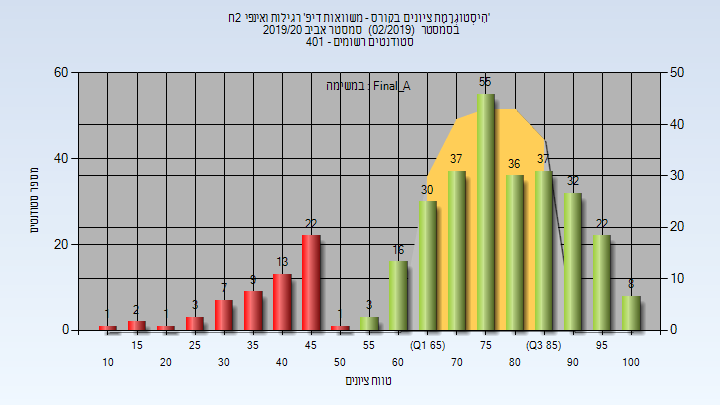 היסטוגרמת ציונים בקורס - משוואות דיפ' רגילות ואינפי 2ח'
בסמסטר (02/2019) סמסטר אביב 2019/20
סטודנטים רשומים - 401
במשימה : Final_A
60 40 20 0
50 40 30 20 10 0
מספר סטודנטים
1 2 1 3 7 9 13 22 1 3 16 30 37 55 36 37 32 22 8
10 15 20 25 30 35 40 45 50 55 60 (Q1 65) 70 75 80 (Q3 85) 90 95 100
טווח ציונים